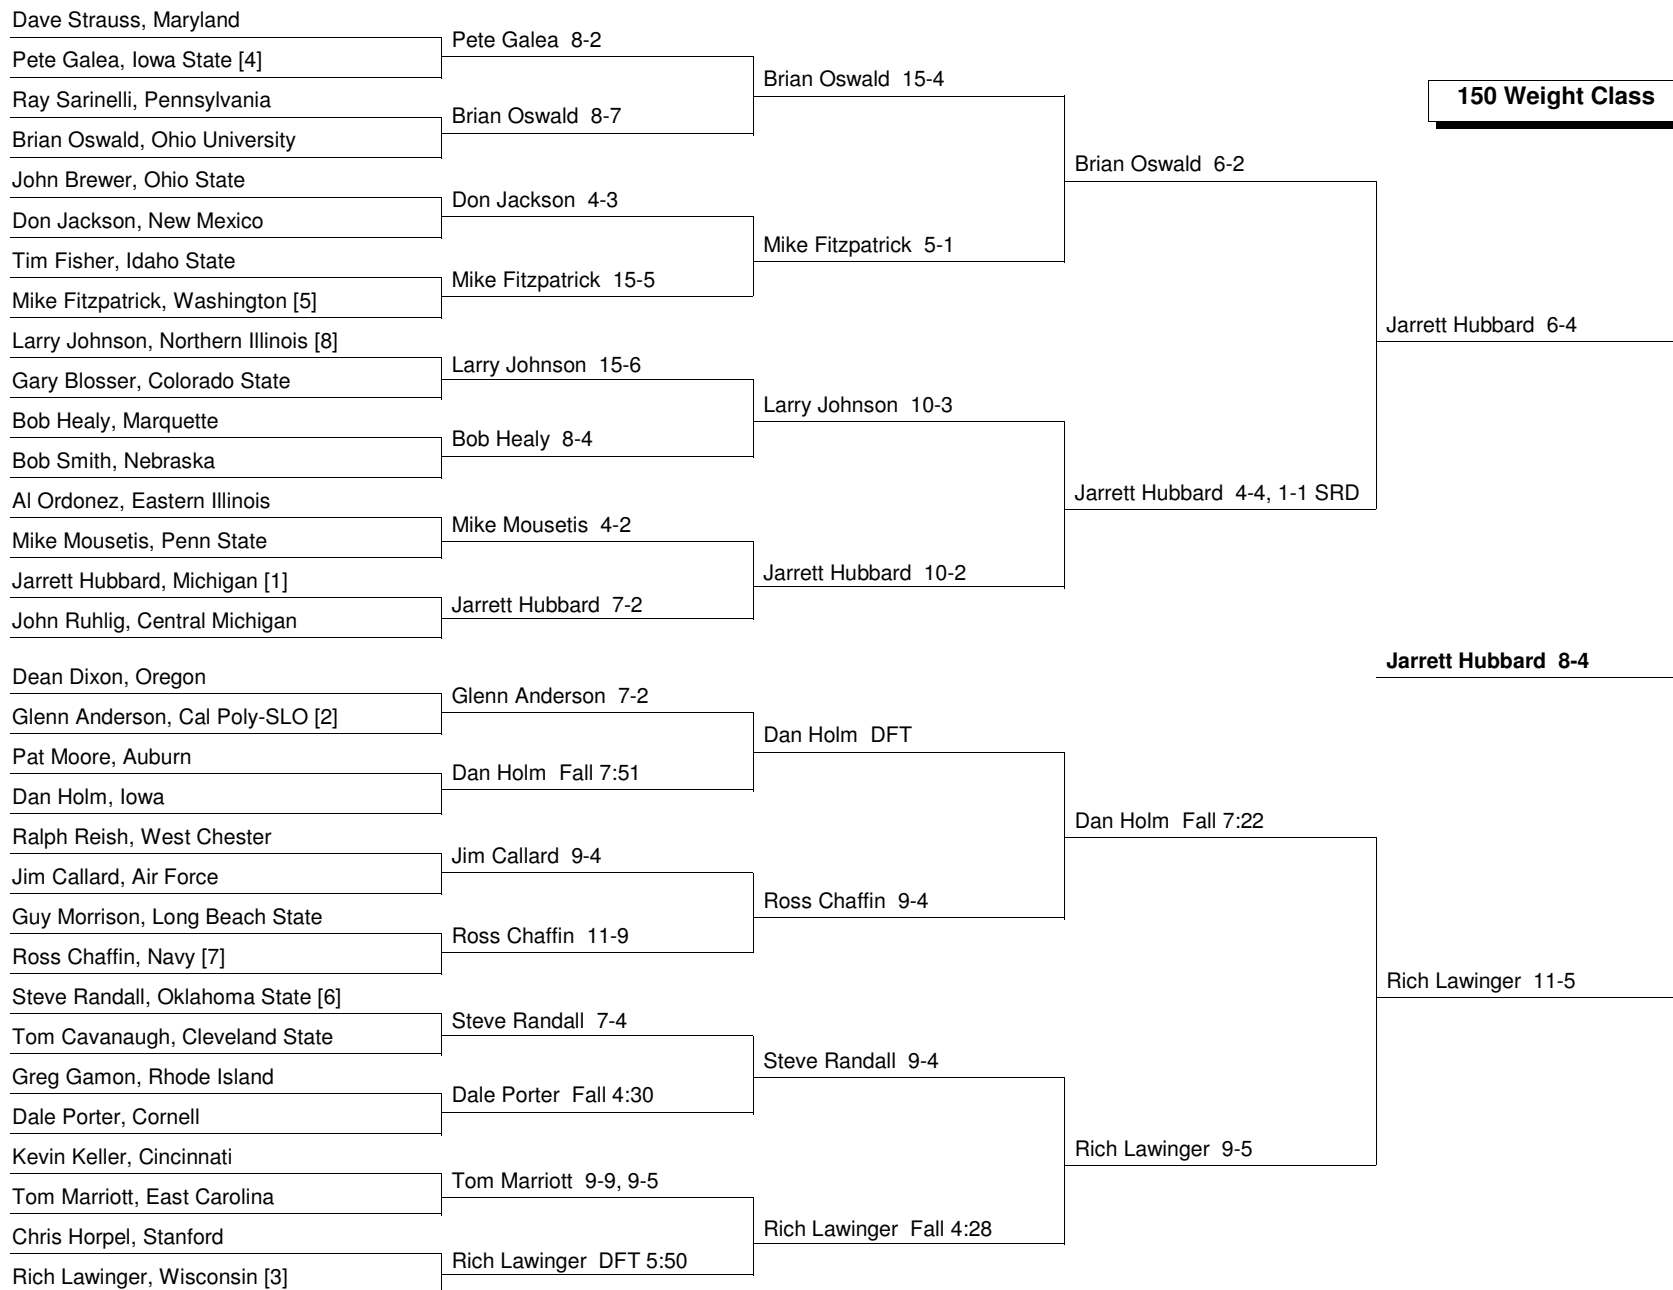 Dave Strauss, Maryland
Pete Galea, Iowa State [4]
Ray Sarinelli, Pennsylvania
Brian Oswald, Ohio University
John Brewer, Ohio State
Don Jackson, New Mexico
Tim Fisher, Idaho State
Mike Fitzpatrick, Washington [5]
Larry Johnson, Northern Illinois [8]
Gary Blosser, Colorado State
Bob Healy, Marquette
Bob Smith, Nebraska
Al Ordonez, Eastern Illinois
Mike Mousetis, Penn State
Jarrett Hubbard, Michigan [1]
John Ruhlig, Central Michigan
Dean Dixon, Oregon
Glenn Anderson, Cal Poly-SLO [2]
Pat Moore, Auburn
Dan Holm, Iowa
Ralph Reish, West Chester
Jim Callard, Air Force
Guy Morrison, Long Beach State
Ross Chaffin, Navy [7]
Steve Randall, Oklahoma State [6]
Tom Cavanaugh, Cleveland State
Greg Gamon, Rhode Island
Dale Porter, Cornell
Kevin Keller, Cincinnati
Tom Marriott, East Carolina
Chris Horpel, Stanford
Rich Lawinger, Wisconsin [3]
Pete Galea 8-2
Brian Oswald 8-7
Don Jackson 4-3
Mike Fitzpatrick 15-5
Larry Johnson 15-6
Bob Healy 8-4
Mike Mousetis 4-2
Jarrett Hubbard 7-2
Glenn Anderson 7-2
Dan Holm Fall 7:51
Jim Callard 9-4
Ross Chaffin 11-9
Steve Randall 7-4
Dale Porter Fall 4:30
Tom Marriott 9-9, 9-5
Rich Lawinger DFT 5:50
Brian Oswald 15-4
Mike Fitzpatrick 5-1
Larry Johnson 10-3
Jarrett Hubbard 10-2
Dan Holm DFT
Ross Chaffin 9-4
Steve Randall 9-4
Rich Lawinger Fall 4:28
Brian Oswald 6-2
Jarrett Hubbard 4-4, 1-1 SRD
Dan Holm Fall 7:22
Rich Lawinger 9-5
150 Weight Class
Jarrett Hubbard 6-4
Jarrett Hubbard 8-4
Rich Lawinger 11-5